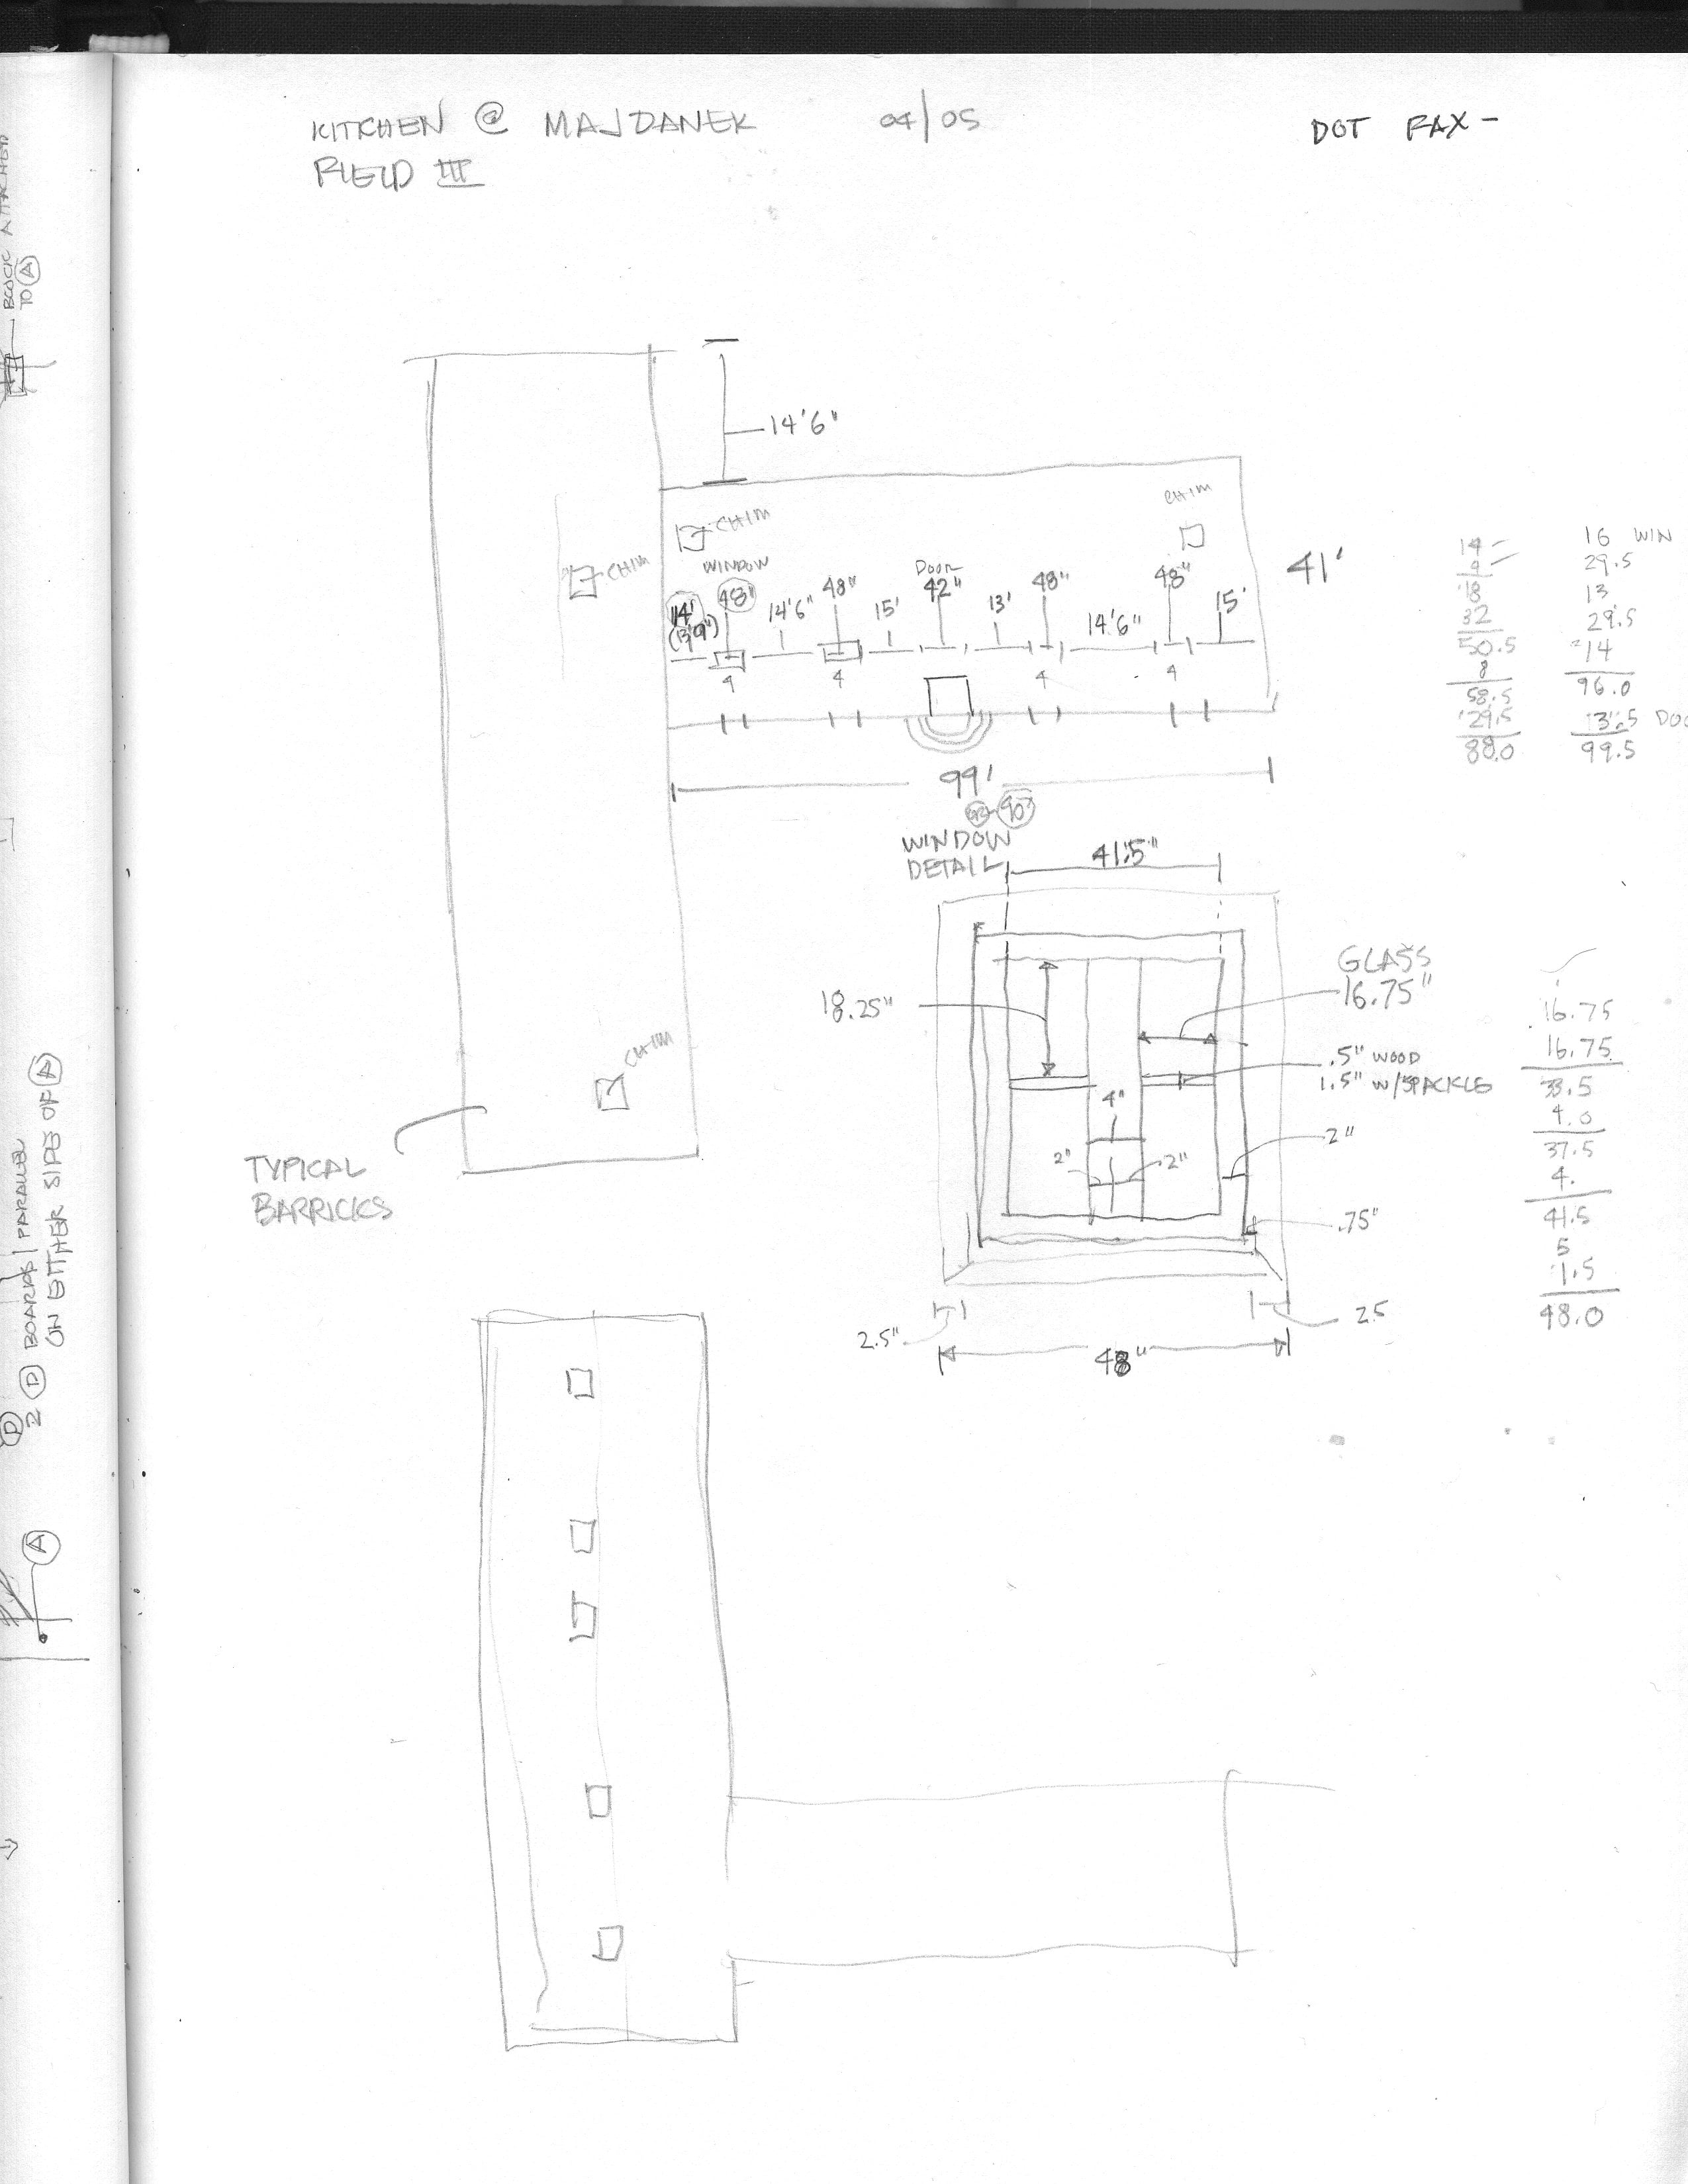 KITCHEN @ MAJDANEK 04/05 DOT FAX -
FIELD III
BLOCK ATTACHED
TO A
14'6"
CHIM
CHIM
CHIM
WINDOW
DOOR
14'
(13'9")
48"
14'6"
48"
15'
42"
13'
48"
14'6"
48"
15'
41'
4
4
4
4
99'
90'
14
4
18
32
50.5
8
58.5
29.5
88.0
16 WIN
29.5
13
29.5
14
96.0
3.5
99.5
WINDOW
DETAIL
41.5"
18.25"
GLASS
16.75"
.5" WOOD
1.5" W/SPACKLE
4"
2"
2"
2"
.75"
2.5"
2.5
48"
16.75
16.75
33.5
4.0
37.5
4.
41.5
5
1.5
48.0
CHIM
TYPICAL
BARRICKS
D
2 D BOARDS / PARALLEL
ON EITHER SIDES OF A
A